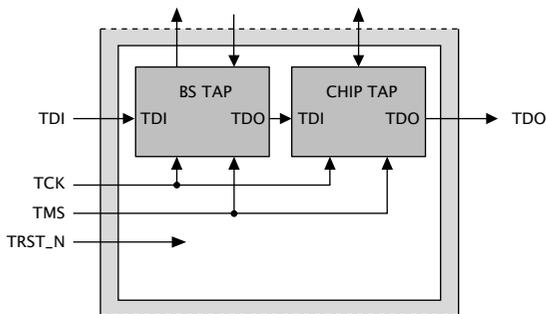 BS TAP CHIP TAP
TDI TDI TDO TDI TDO TDO
TCK
TMS
TRST_N